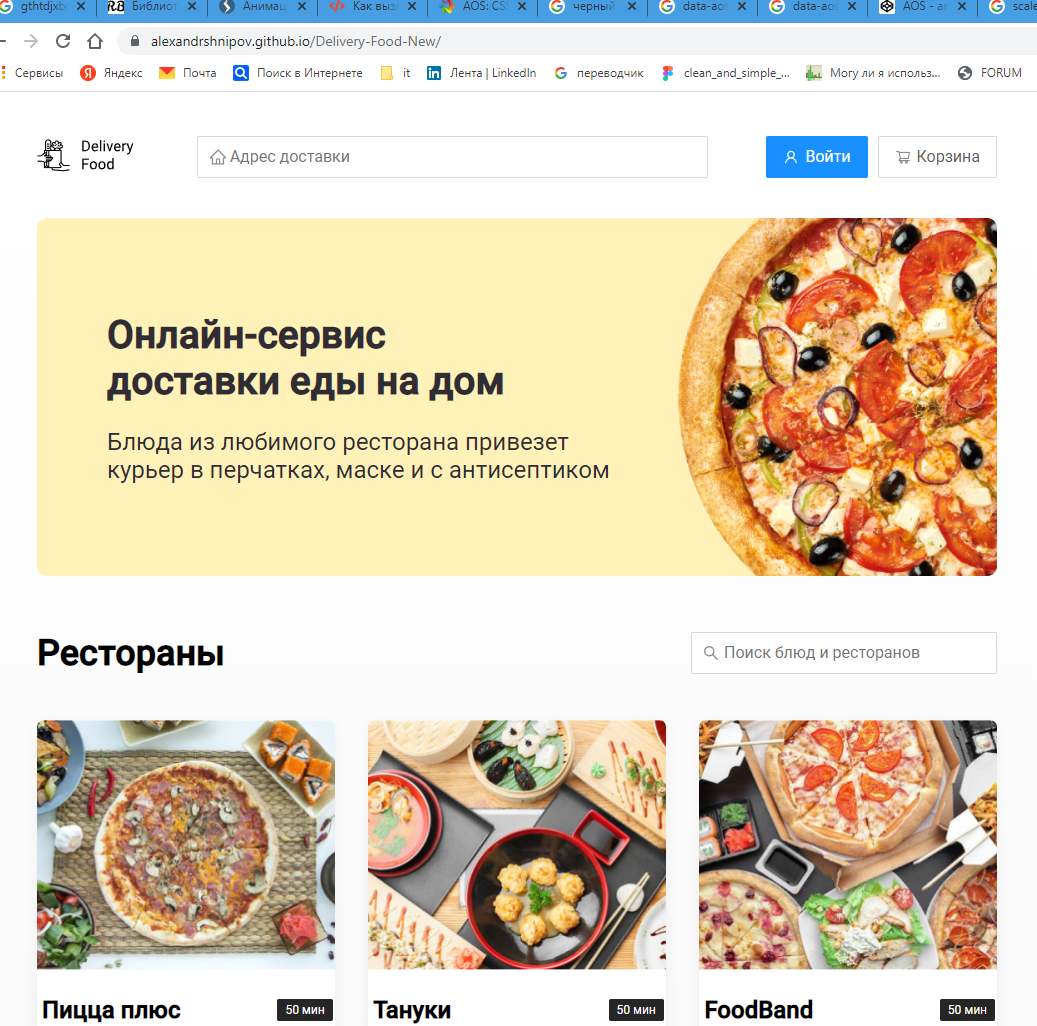 gthtdjxb
Библиот
Анимац
Как вызе
AOS: CSS
черный
data-aos
data-aos
AOS - an
scale
alexandrshnipov.github.io/Delivery-Food-New/
Сервисы
Яндекс
Почта
Поиск в Интернете
it
Лента | LinkedIn
переводчик
clean_and_simple_...
Могу ли я использ...
FORUM
Delivery
Food
Адрес доставки
Войти
Корзина
Онлайн-сервис
доставки еды на дом
Блюда из любимого ресторана привезет
курьер в перчатках, маске и с антисептиком
Рестораны
Поиск блюд и ресторанов
Пицца плюс
50 мин
Тануки
50 мин
FoodBand
50 мин